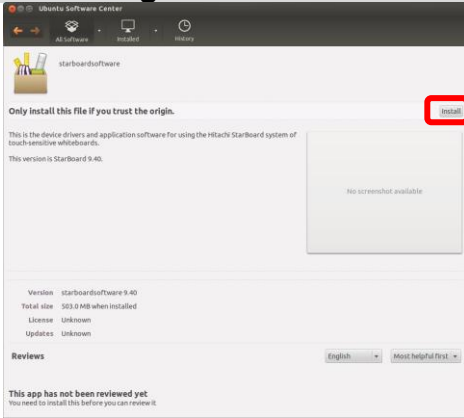 Ubuntu Software Center
All Software
Installed
History
starboardsoftware
Only install this file if you trust the origin.
Install
This is the device drivers and application software for using the Hitachi StarBoard system of
touch-sensitive whiteboards.
This version is StarBoard 9.40.
No screenshot available
Version starboardsoftware 9.40
Total size 503.0 MB when installed
License Unknown
Updates Unknown
Reviews
English
Most helpful first
This app has not been reviewed yet
You need to install this before you can review it